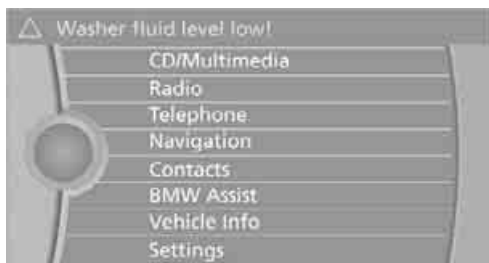 Washer fluid level low!
CD/Multimedia
Radio
Telephone
Navigation
Contacts
BMW Assist
Vehicle Info
Settings